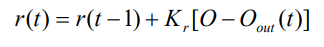 r(t) = r(t−1) + K_r[O − O_out(t)]